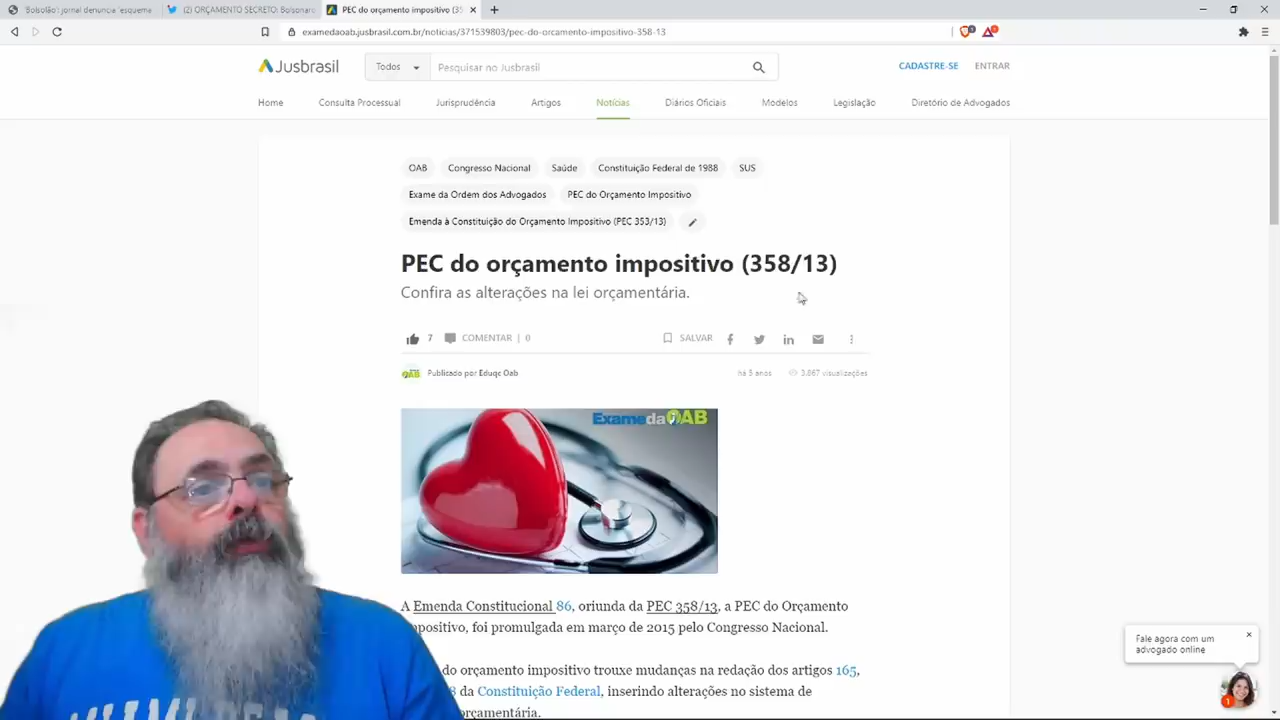 'Bolsolão': jornal denuncia 'esquema
(2) ORÇAMENTO SECRETO: Bolsonaro
PEC do orçamento impositivo (35
examedaoab.jusbrasil.com.br/noticias/371539803/pec-do-orcamento-impositivo-358-13
Jusbrasil
Todos
Pesquisar no Jusbrasil
CADASTRE-SE
ENTRAR
Home
Consulta Processual
Jurisprudência
Artigos
Notícias
Diários Oficiais
Modelos
Legislação
Diretório de Advogados
OAB
Congresso Nacional
Saúde
Constituição Federal de 1988
SUS
Exame da Ordem dos Advogados
PEC do Orçamento Impositivo
Emenda à Constituição do Orçamento Impositivo (PEC 353/13)
PEC do orçamento impositivo (358/13)
Confira as alterações na lei orçamentária.
7
COMENTAR | 0
SALVAR
Publicado por Eduqc Oab
há 5 anos
3.867 visualizações
ExamedaOAB
A Emenda Constitucional 86, oriunda da PEC 358/13, a PEC do Orçamento
positivo, foi promulgada em março de 2015 pelo Congresso Nacional.
do orçamento impositivo trouxe mudanças na redação dos artigos 165,
da Constituição Federal, inserindo alterações no sistema de
orçamentária.
Fale agora com um
advogado online
1